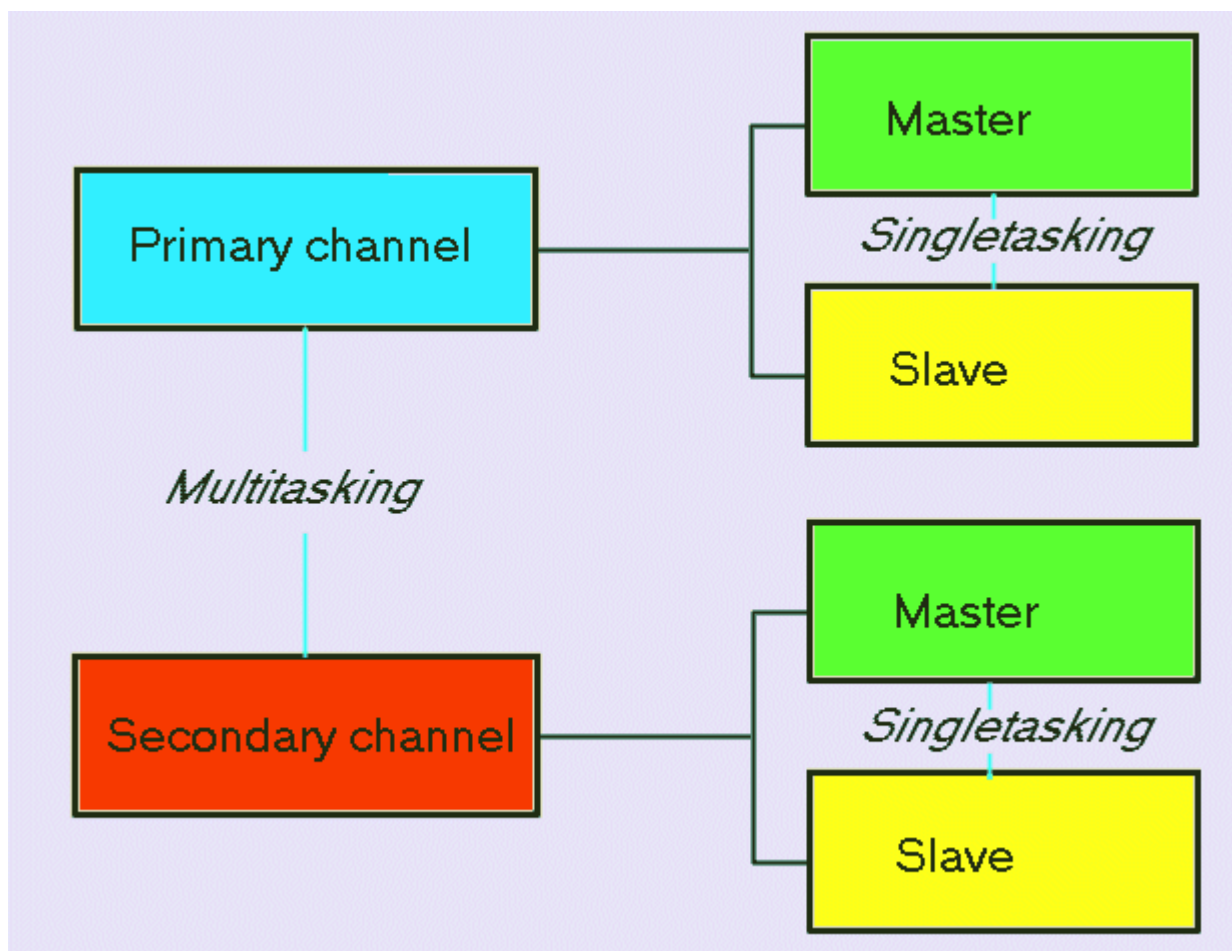 Master
Primary channel
Singletasking
Slave
Multitasking
Master
Secondary channel
Singletasking
Slave